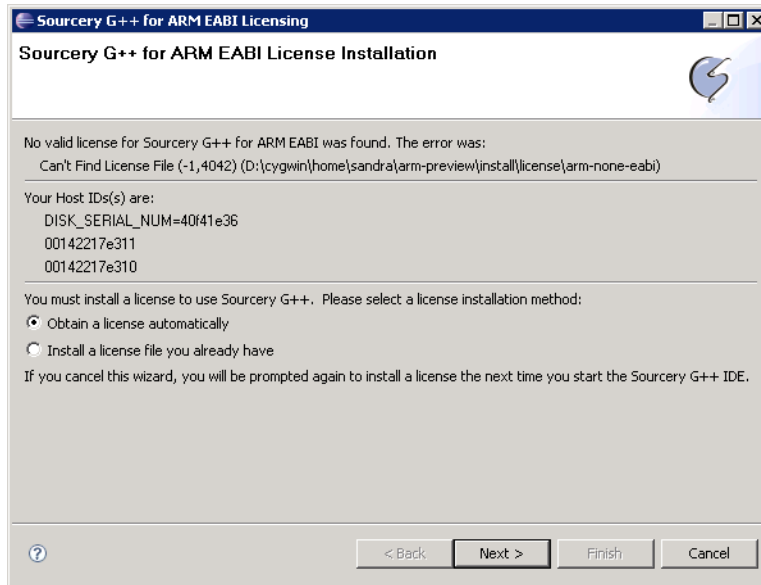 Sourcery G++ for ARM EABI Licensing
Sourcery G++ for ARM EABI License Installation
No valid license for Sourcery G++ for ARM EABI was found. The error was:
Can't Find License File (-1,4042) (D:\cygwin\home\sandra\arm-preview\install\license\arm-none-eabi)
Your Host IDs(s) are:
DISK_SERIAL_NUM=40f41e36
00142217e311
00142217e310
You must install a license to use Sourcery G++. Please select a license installation method:
Obtain a license automatically
Install a license file you already have
If you cancel this wizard, you will be prompted again to install a license the next time you start the Sourcery G++ IDE.
? < Back Next > Finish Cancel